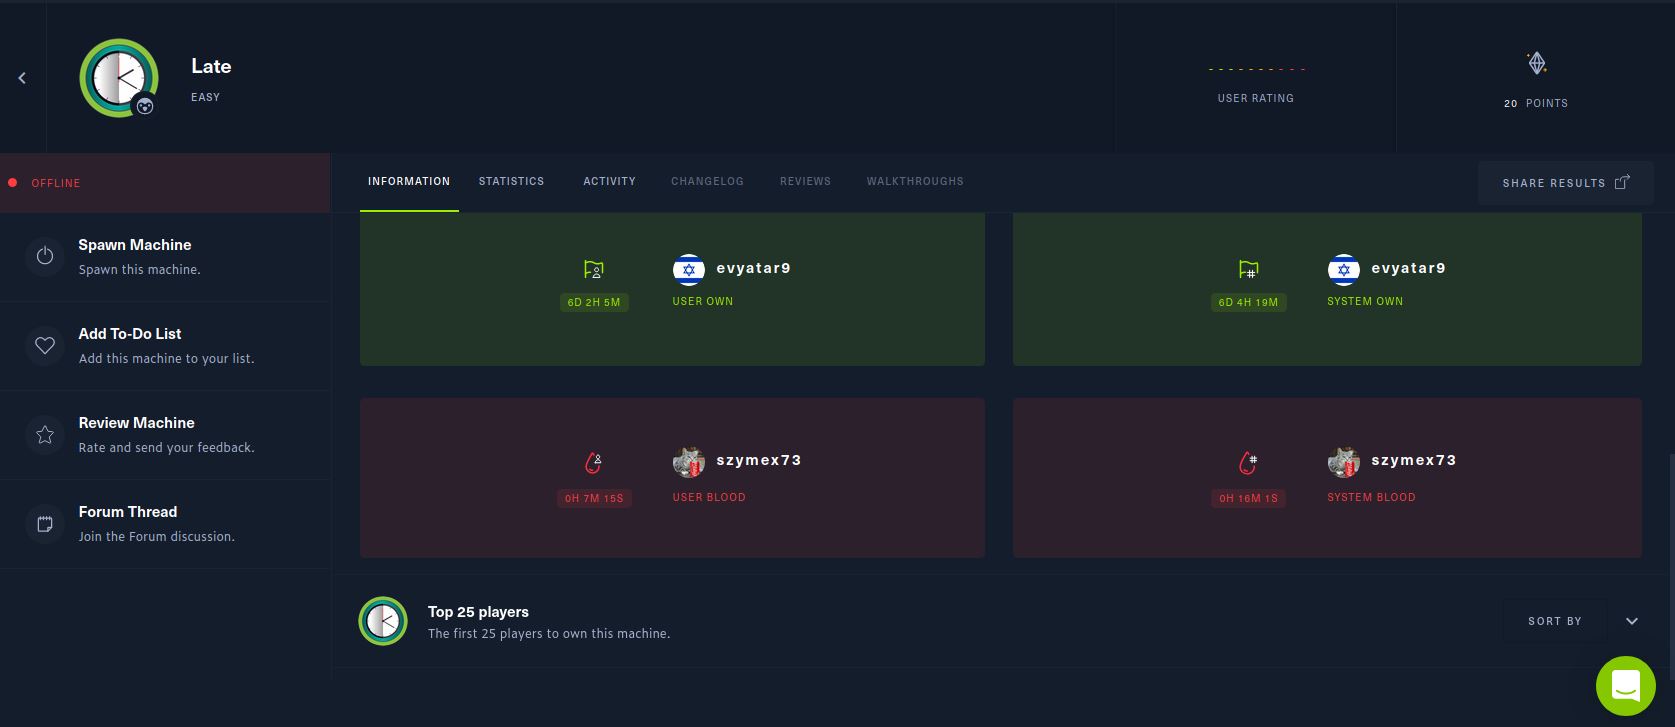 Late
EASY
USER RATING
20 POINTS
OFFLINE
INFORMATION STATISTICS ACTIVITY CHANGELOG REVIEWS WALKTHROUGHS
SHARE RESULTS
Spawn Machine
Spawn this machine.
Add To-Do List
Add this machine to your list.
Review Machine
Rate and send your feedback.
Forum Thread
Join the Forum discussion.
evyatar9
6D 2H 5M USER OWN
evyatar9
6D 4H 19M SYSTEM OWN
szymex73
0H 7M 15S USER BLOOD
szymex73
0H 16M 1S SYSTEM BLOOD
Top 25 players
The first 25 players to own this machine.
SORT BY